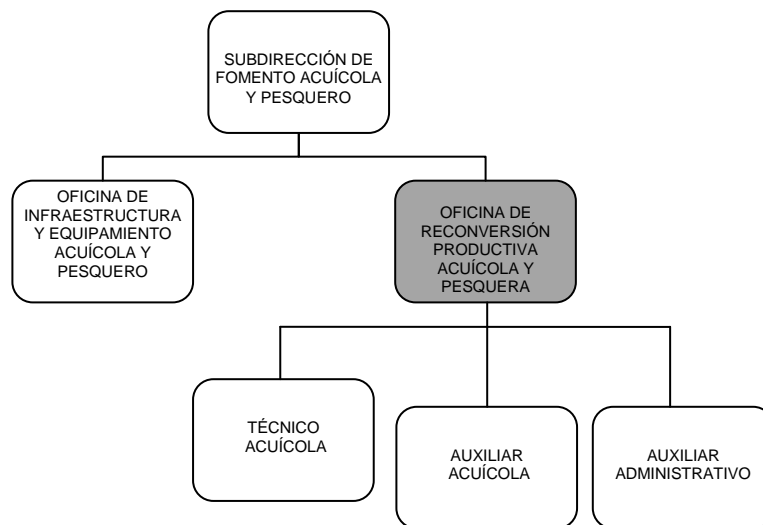 SUBDIRECCIÓN DE
FOMENTO ACUÍCOLA
Y PESQUERO
OFICINA DE
INFRAESTRUCTURA
Y EQUIPAMIENTO
ACUÍCOLA Y
PESQUERO
OFICINA DE
RECONVERSIÓN
PRODUCTIVA
ACUÍCOLA Y
PESQUERA
TÉCNICO
ACUÍCOLA
AUXILIAR
ACUÍCOLA
AUXILIAR
ADMINISTRATIVO